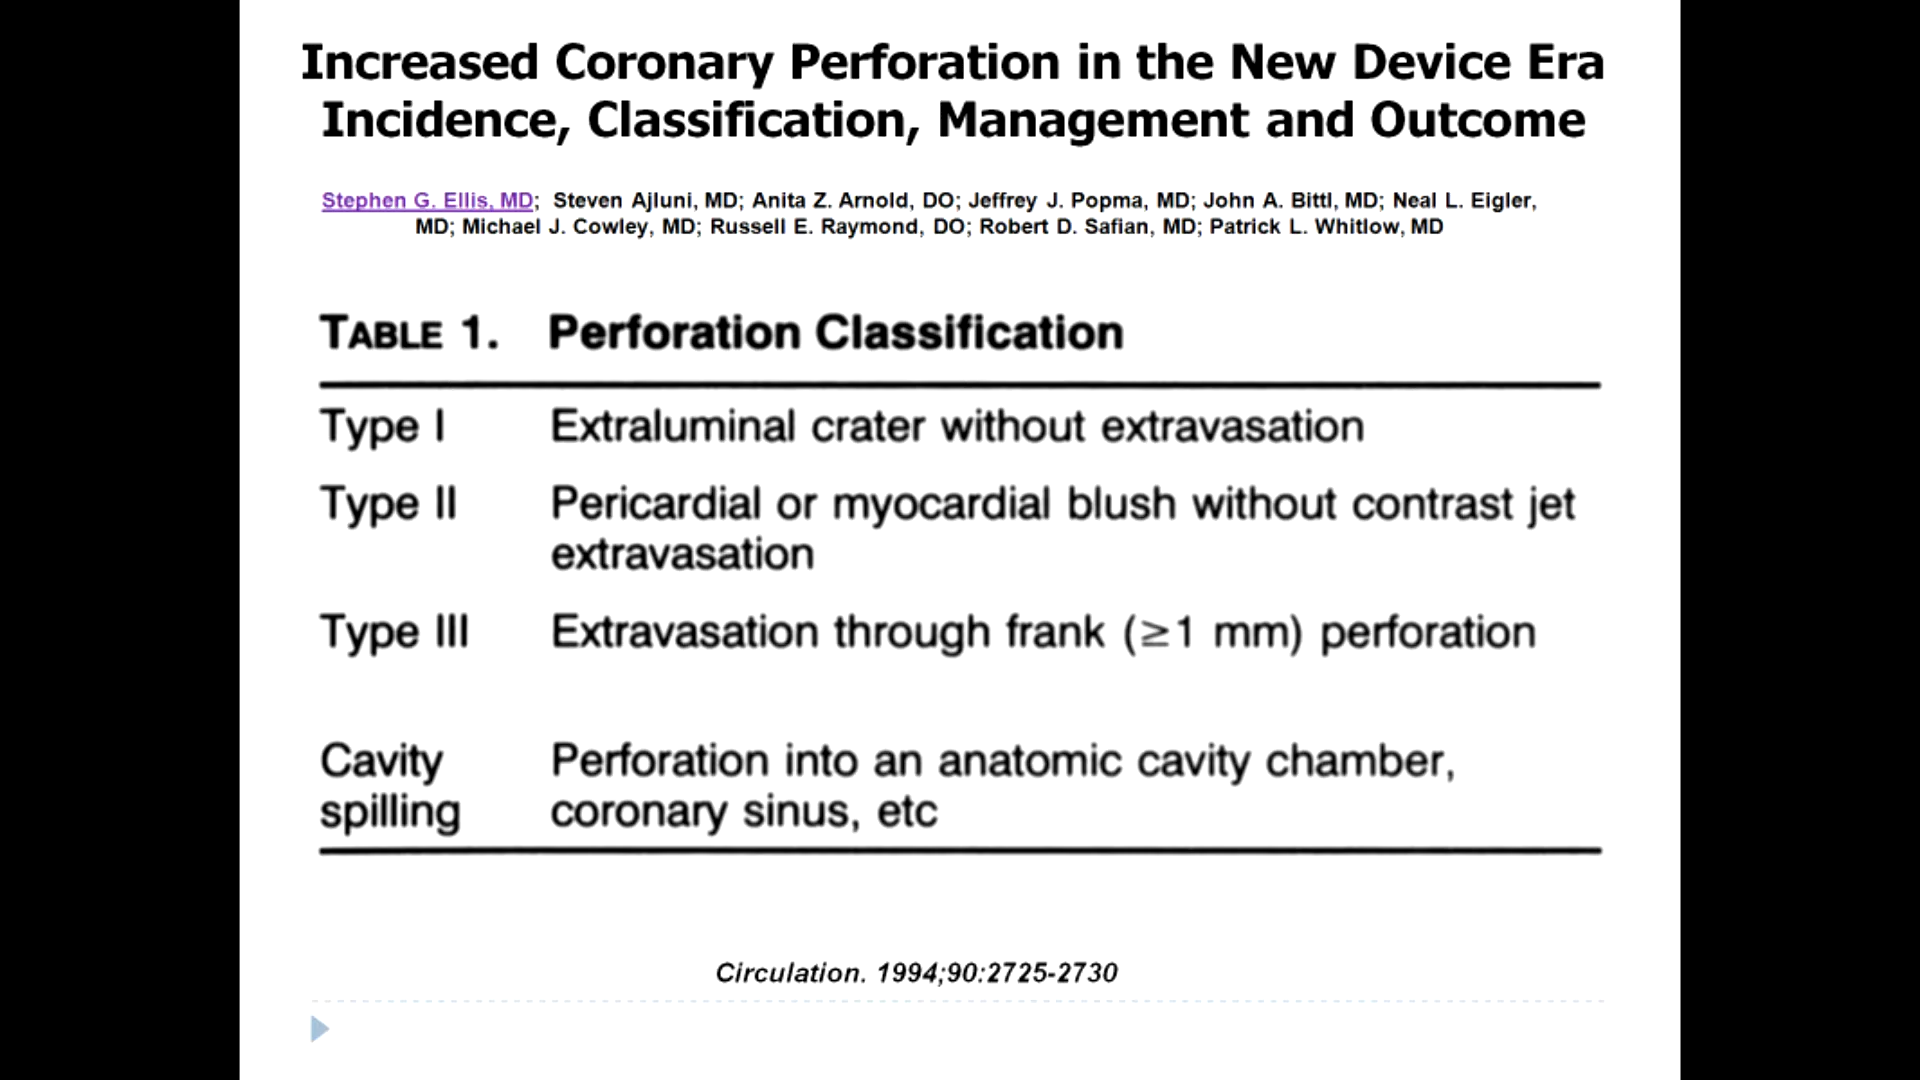 Increased Coronary Perforation in the New Device Era
Incidence, Classification, Management and Outcome
Stephen G. Ellis, MD; Steven Ajluni, MD; Anita Z. Arnold, DO; Jeffrey J. Popma, MD; John A. Bittl, MD; Neal L. Eigler,
MD; Michael J. Cowley, MD; Russell E. Raymond, DO; Robert D. Safian, MD; Patrick L. Whitlow, MD
TABLE 1. Perforation Classification
Type I Extraluminal crater without extravasation
Type II Pericardial or myocardial blush without contrast jet
extravasation
Type III Extravasation through frank (≥1 mm) perforation
Cavity Perforation into an anatomic cavity chamber,
spilling coronary sinus, etc
Circulation. 1994;90:2725-2730